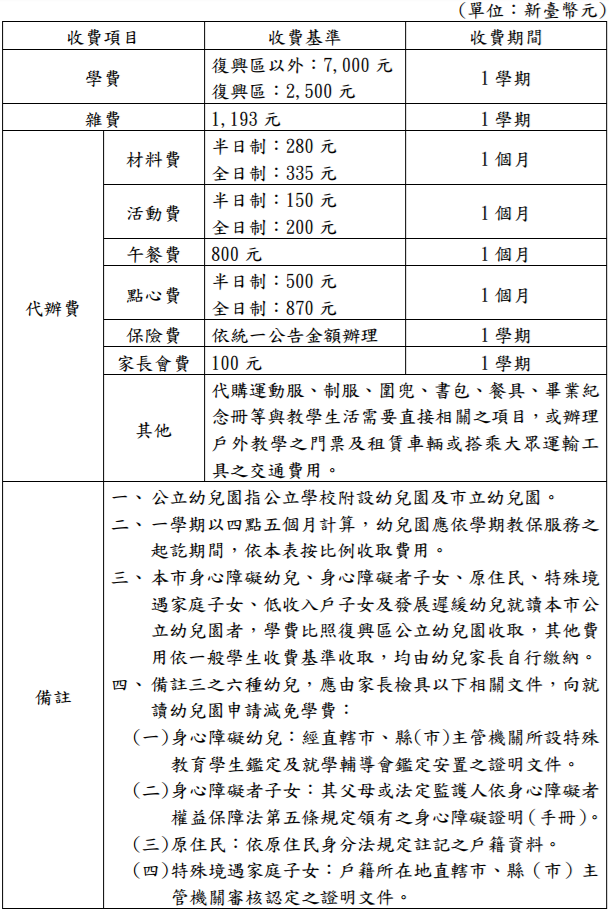 (單位：新臺幣元)
收費項目 收費基準 收費期間
學費 復興區以外：7,000 元 1 學期
復興區：2,500 元
雜費 1,193 元 1 學期
代辦費
材料費 半日制：280 元 1 個月
全日制：335 元
活動費 半日制：150 元 1 個月
全日制：200 元
午餐費 800 元 1 個月
點心費 半日制：500 元 1 個月
全日制：870 元
保險費 依統一公告金額辦理 1 學期
家長會費 100 元 1 學期
其他 代購運動服、制服、圍兜、書包、餐具、畢業紀
念冊等與教學生活需要直接相關之項目，或辦理
戶外教學之門票及租賃車輛或搭乘大眾運輸工
具之交通費用。
備註
一、公立幼兒園指公立學校附設幼兒園及市立幼兒園。
二、一學期以四點五個月計算，幼兒園應依學期教保服務之
起訖期間，依本表按比例收取費用。
三、本市身心障礙幼兒、身心障礙者子女、原住民、特殊境
遇家庭子女、低收入戶子女及發展遲緩幼兒就讀本市公
立幼兒園者，學費比照復興區公立幼兒園收取，其他費
用依一般學生收費基準收取，均由幼兒家長自行繳納。
四、備註三之六種幼兒，應由家長檢具以下相關文件，向就
讀幼兒園申請減免學費：
(一)身心障礙幼兒：經直轄市、縣(市)主管機關所設特殊
教育學生鑑定及就學輔導會鑑定安置之證明文件。
(二)身心障礙者子女：其父母或法定監護人依身心障礙者
權益保障法第五條規定領有之身心障礙證明(手冊)。
(三)原住民：依原住民身分法規定註記之戶籍資料。
(四)特殊境遇家庭子女：戶籍所在地直轄市、縣（市）主
管機關審核認定之證明文件。